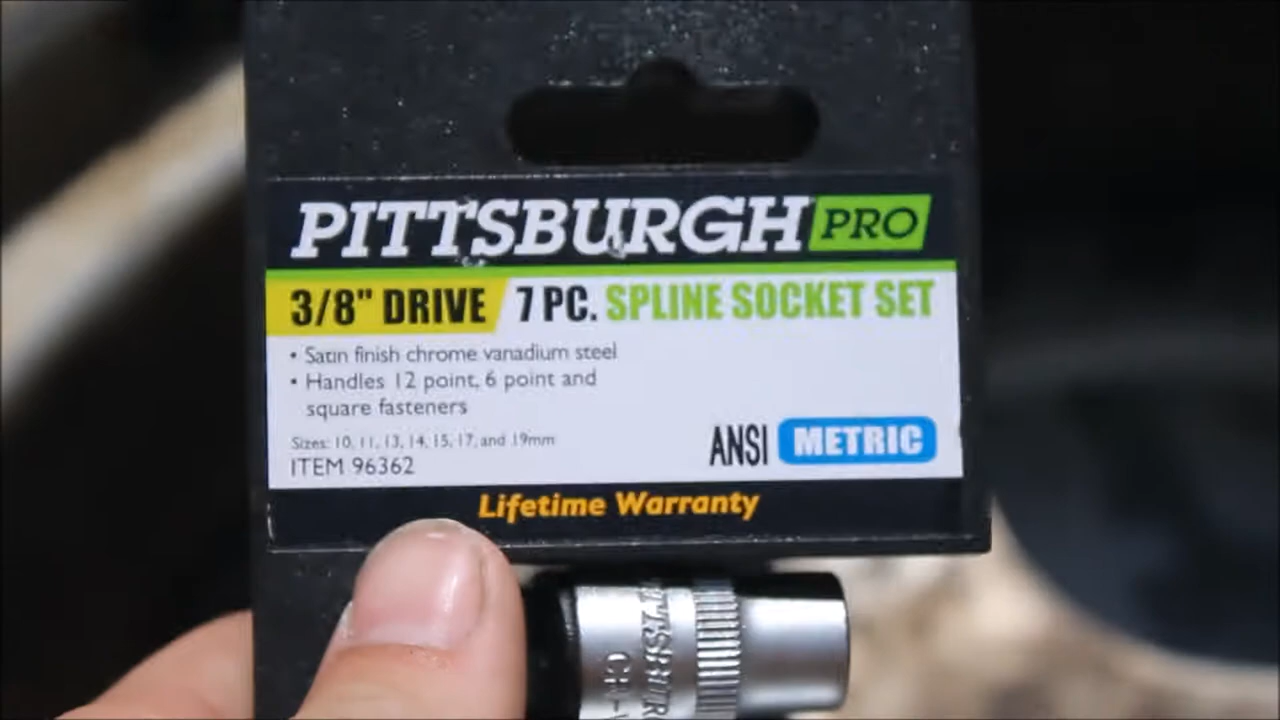 PITTSBURGH PRO
3/8" DRIVE 7 PC. SPLINE SOCKET SET
• Satin finish chrome vanadium steel
• Handles 12 point, 6 point and
square fasteners
Sizes: 10, 11, 13, 14, 15, 17, and 19mm
ITEM 96362
ANSI METRIC
Lifetime Warranty